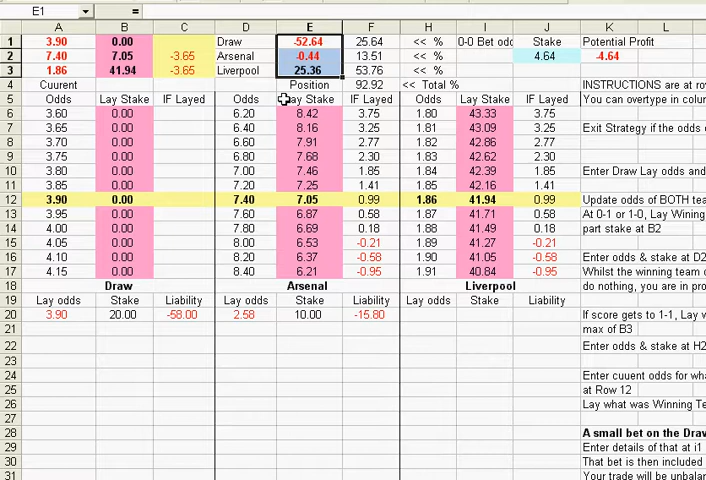 E1 =
A B C D E F H I J K L
1 3.90 0.00 Draw -52.64 25.64 << % 0-0 Bet odd Stake Potential Profit
2 7.40 7.05 -3.65 Arsenal -0.44 13.51 << % 4.64 -4.64
3 1.86 41.94 -3.65 Liverpool 25.36 53.76 << %
4 Cuurent Position 92.92 << Total % INSTRUCTIONS are at row
5 Odds Lay Stake IF Layed Odds Lay Stake IF Layed Odds Lay Stake IF Layed You can overtype in colum
6 3.60 0.00 6.20 8.42 3.75 1.80 43.33 3.75
7 3.65 0.00 6.40 8.16 3.25 1.81 43.09 3.25 Exit Strategy if the odds o
8 3.70 0.00 6.60 7.91 2.77 1.82 42.86 2.77
9 3.75 0.00 6.80 7.68 2.30 1.83 42.62 2.30
10 3.80 0.00 7.00 7.46 1.85 1.84 42.39 1.85 Enter Draw Lay odds and
11 3.85 0.00 7.20 7.25 1.41 1.85 42.16 1.41
12 3.90 0.00 7.40 7.05 0.99 1.86 41.94 0.99 Update odds of BOTH tea
13 3.95 0.00 7.60 6.87 0.58 1.87 41.71 0.58 At 0-1 or 1-0, Lay Wining
14 4.00 0.00 7.80 6.69 0.18 1.88 41.49 0.18 part stake at B2
15 4.05 0.00 8.00 6.53 -0.21 1.89 41.27 -0.21
16 4.10 0.00 8.20 6.37 -0.58 1.90 41.05 -0.58 Enter odds & stake at D2
17 4.15 0.00 8.40 6.21 -0.95 1.91 40.84 -0.95 Whilst the winning team
18 Draw Arsenal Liverpool do nothing, you are in pro
19 Lay odds Stake Liability Lay odds Stake Liability Lay odds Stake Liability
20 3.90 20.00 -58.00 2.58 10.00 -15.80 If score gets to 1-1, Lay
21 max of B3
22 Enter odds & stake at H2
23
24 Enter cuuent odds for wha
25 at Row 12
26 Lay what was Winning Te
27
28 A small bet on the Draw
29 Enter details of that at i1
30 That bet is then included
31 Your trade will be unbalan